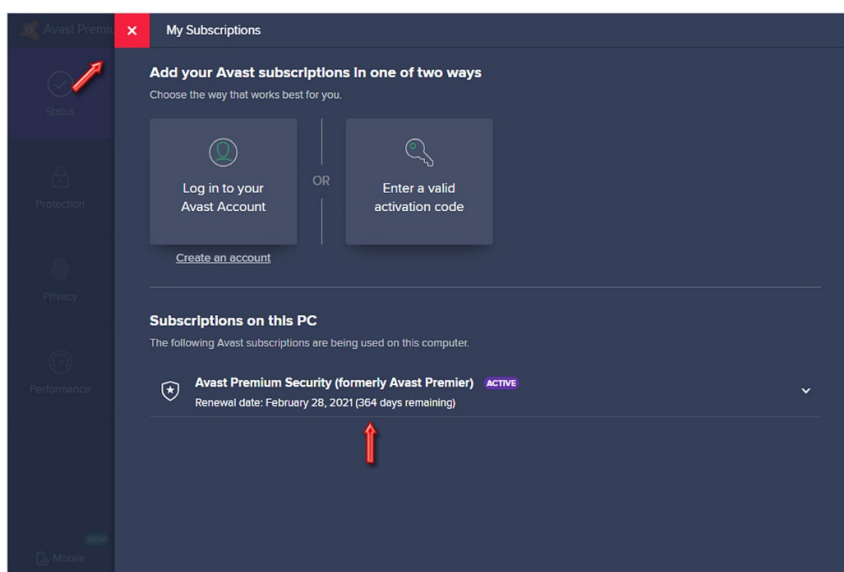 Avast Premiu
My Subscriptions
Add your Avast subscriptions in one of two ways
Choose the way that works best for you.
Status
Log in to your
Avast Account
OR
Enter a valid
activation code
Protection
Create an account
Privacy
Subscriptions on this PC
The following Avast subscriptions are being used on this computer.
Performance
Avast Premium Security (formerly Avast Premier) ACTIVE
Renewal date: February 28, 2021 (364 days remaining)
NEW
Mobile